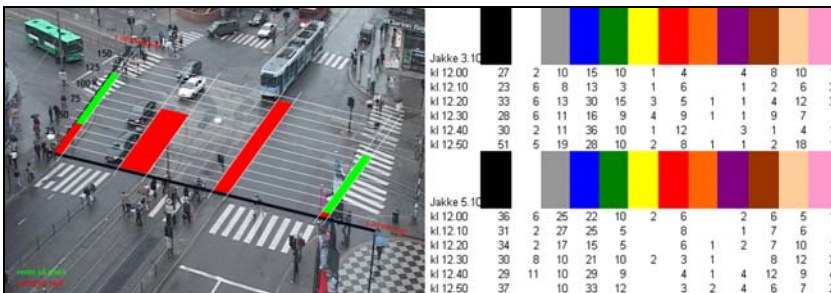 150
125
100
75
50
Jakke 3.10
kl 12.00 27 2 10 15 10 1 4 4 8 10
kl.12.10 23 6 8 13 3 1 6 1 2 6
kl 12.20 33 6 13 30 15 3 5 1 1 4 12
kl 12.30 28 6 11 16 9 4 9 1 1 9 7
kl 12.40 30 2 11 36 10 1 12 3 1 4
kl 12.50 51 5 19 28 10 2 8 1 1 2 18
Jakke 5.10
kl 12.00 36 6 25 22 10 2 6 2 6 5
kl.12.10 31 2 27 25 5 8 1 7 6
kl 12.20 34 2 17 15 5 6 1 2 7 10
kl 12.30 30 8 10 21 10 2 3 1 8 12
kl 12.40 29 11 10 29 9 4 1 4 12 9
kl 12.50 37 10 33 12 3 2 4 6 7